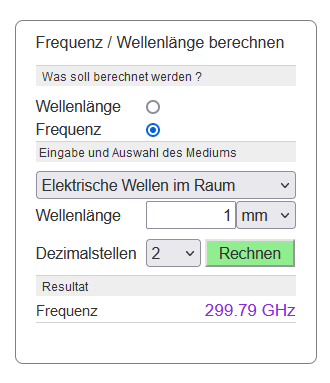 Frequenz / Wellenlänge berechnen
Was soll berechnet werden ?
Wellenlänge
Frequenz
Eingabe und Auswahl des Mediums
Elektrische Wellen im Raum
Wellenlänge 1 mm
Dezimalstellen 2 Rechnen
Resultat
Frequenz 299.79 GHz